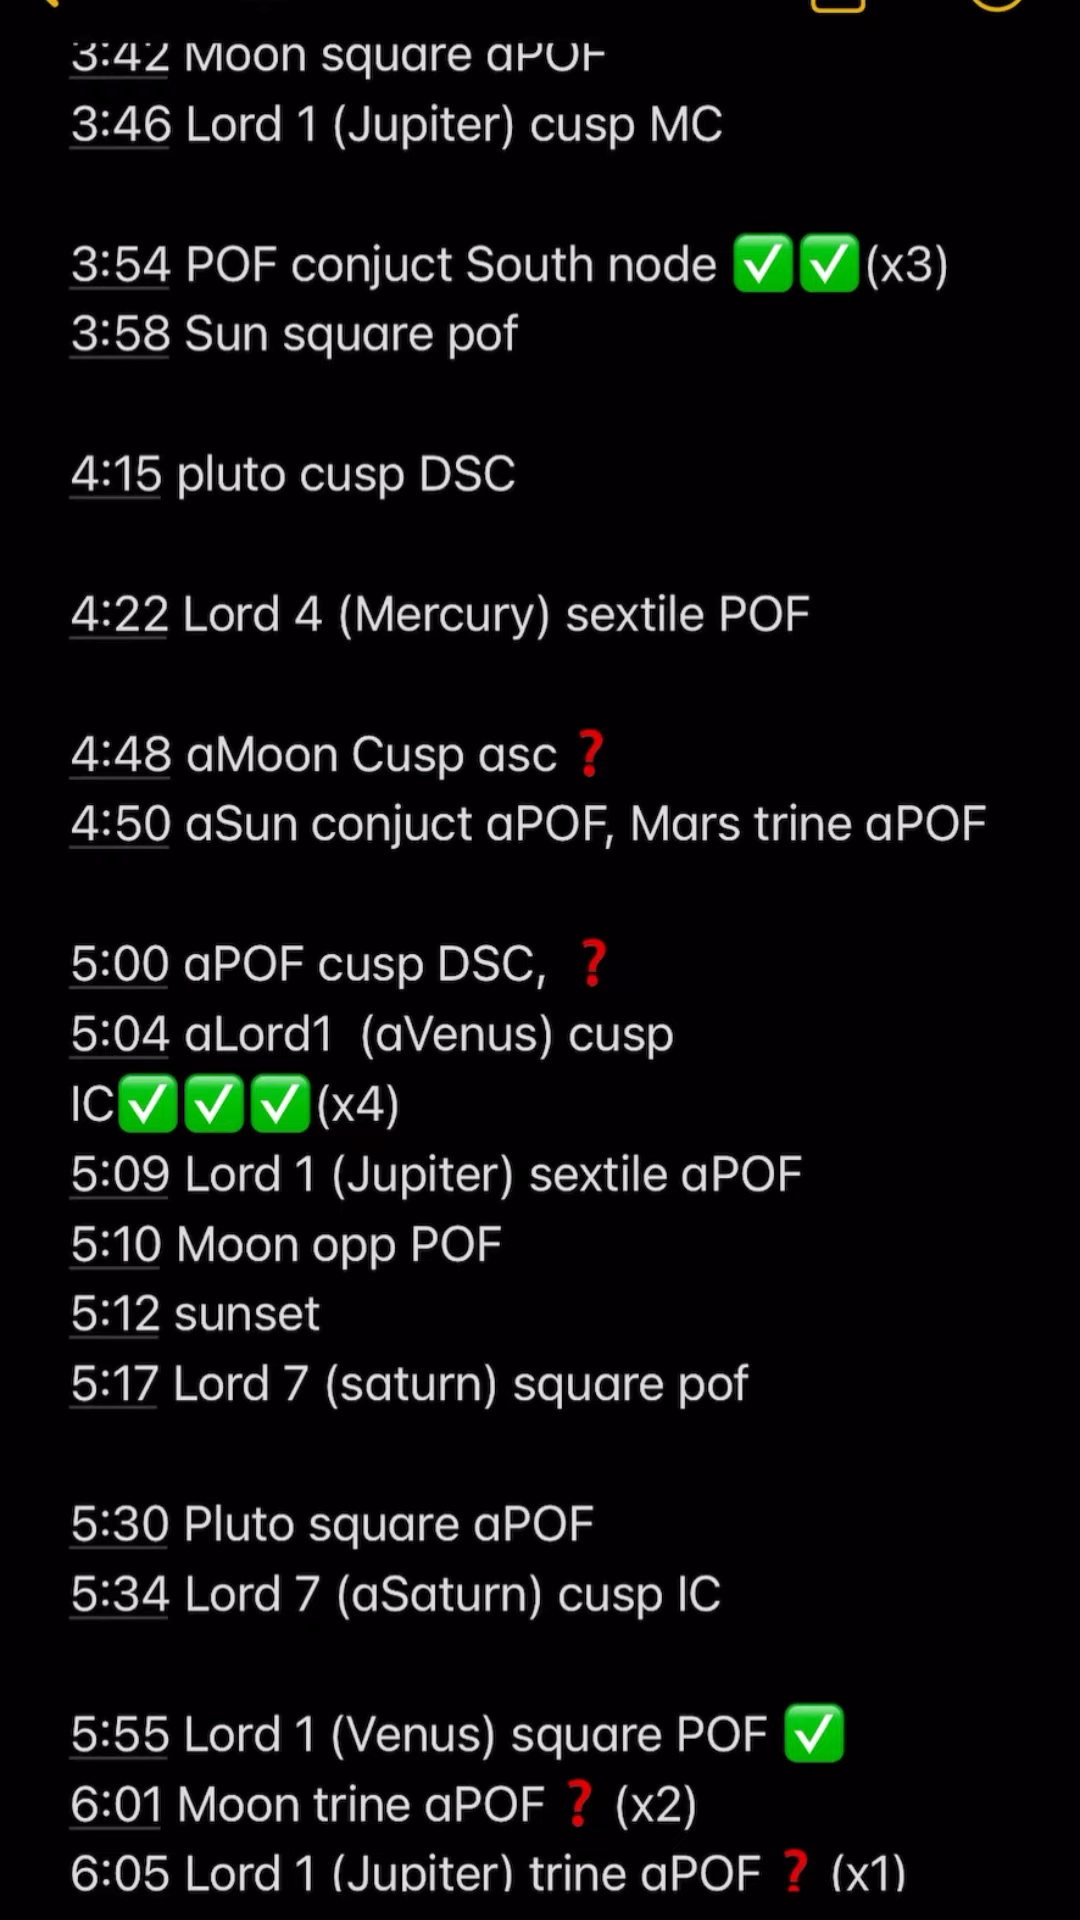 3:42 Moon square aPOF
3:46 Lord 1 (Jupiter) cusp MC
3:54 POF conjuct South node ✅✅(x3)
3:58 Sun square pof
4:15 pluto cusp DSC
4:22 Lord 4 (Mercury) sextile POF
4:48 aMoon Cusp asc ❓
4:50 aSun conjuct aPOF, Mars trine aPOF
5:00 aPOF cusp DSC, ❓
5:04 aLord1 (aVenus) cusp
IC✅✅✅(x4)
5:09 Lord 1 (Jupiter) sextile aPOF
5:10 Moon opp POF
5:12 sunset
5:17 Lord 7 (saturn) square pof
5:30 Pluto square aPOF
5:34 Lord 7 (aSaturn) cusp IC
5:55 Lord 1 (Venus) square POF ✅
6:01 Moon trine aPOF ❓ (x2)
6:05 Lord 1 (Jupiter) trine aPOF ❓ (x1)